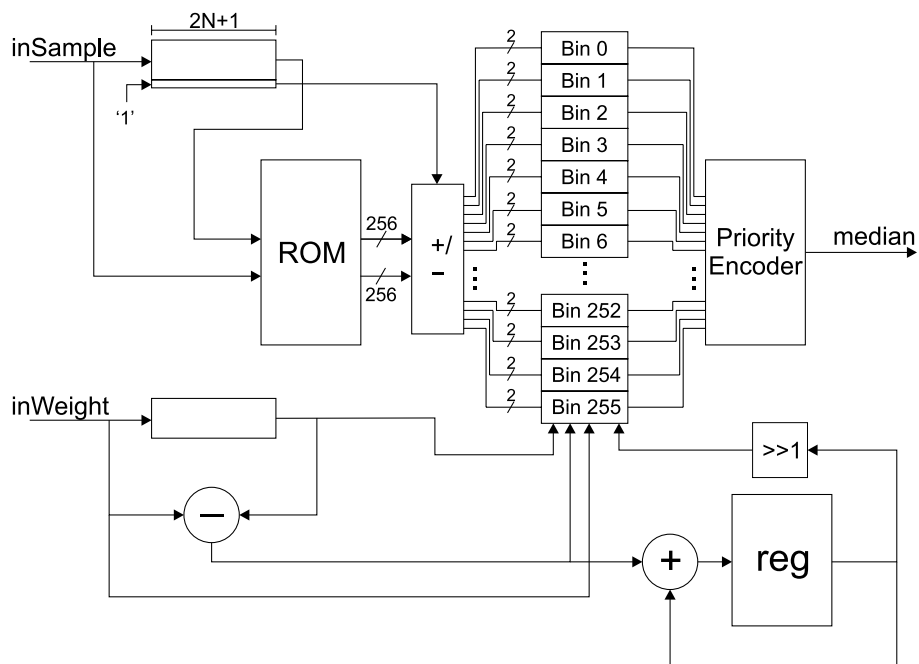 2N+1
inSample
'1'
ROM
256
256
+/
−
2
Bin 0
2
Bin 1
2
Bin 2
2
Bin 3
2
Bin 4
2
Bin 5
2
Bin 6
2
Bin 252
2
Bin 253
2
Bin 254
2
Bin 255
Priority
Encoder
median
inWeight
−
>>1
+
reg